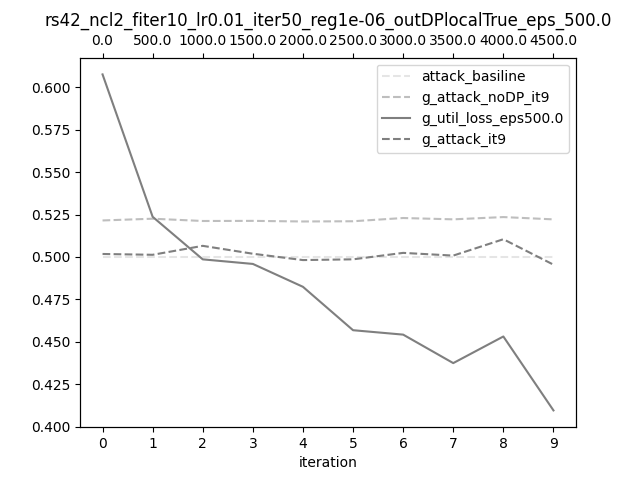 rs42_ncl2_fiter10_lr0.01_iter50_reg1e-06_outDPlocalTrue_eps_500.0
0.0 500.0 1000.0 1500.0 2000.0 2500.0 3000.0 3500.0 4000.0 4500.0
attack_basiline
g_attack_noDP_it9
g_util_loss_eps500.0
g_attack_it9
0.600
0.575
0.550
0.525
0.500
0.475
0.450
0.425
0.400
0 1 2 3 4 5 6 7 8 9
iteration